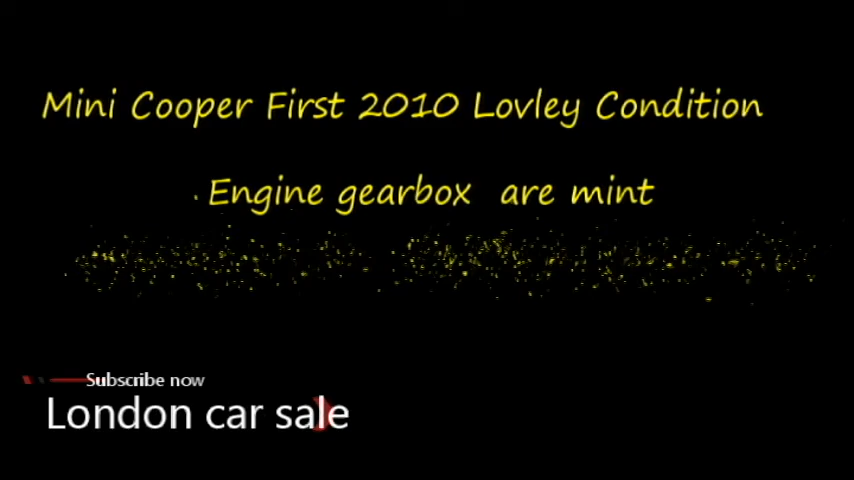 Mini Cooper First 2010 Lovley Condition
Engine gearbox are mint
Subscribe now
London car sale